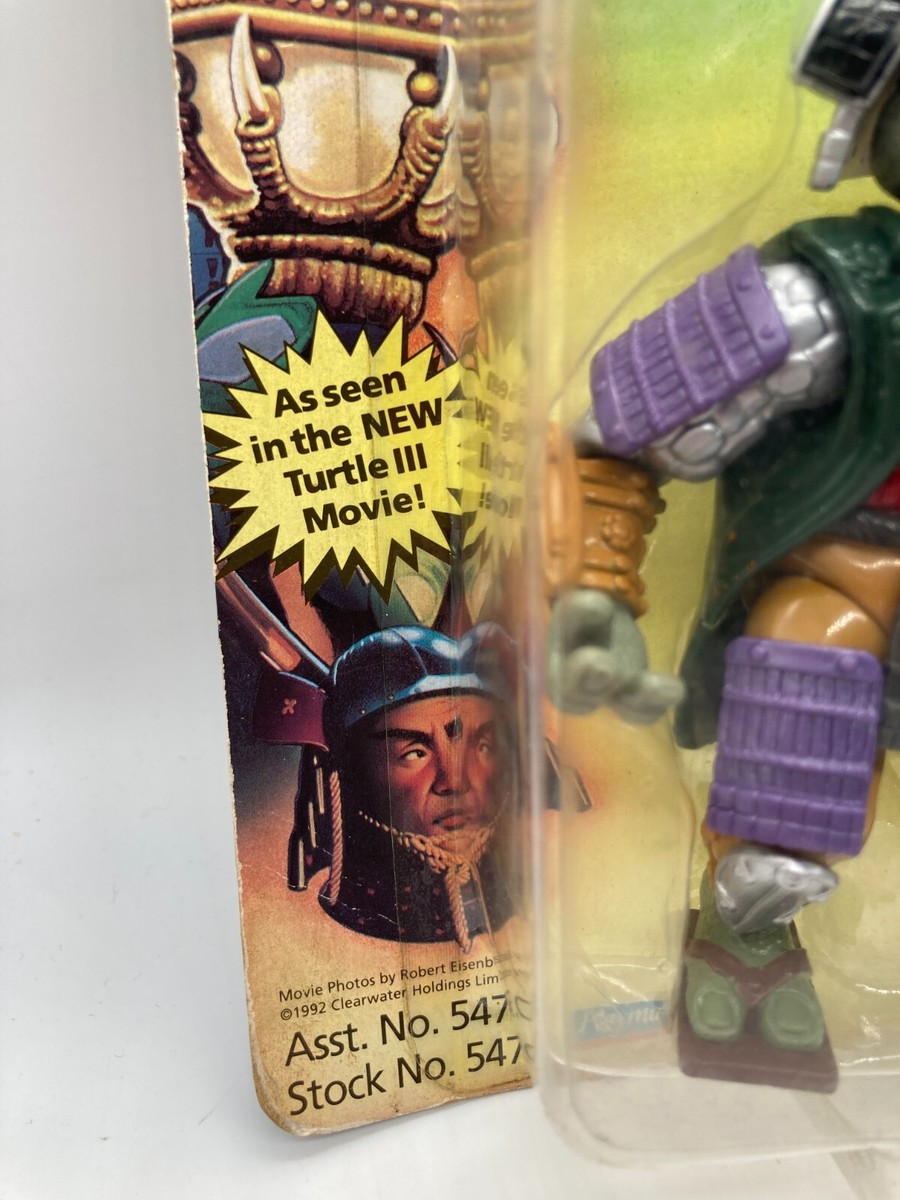 As seen
in the NEW
Turtle III
Movie!
Movie Photos by Robert Eisenb
©1992 Clearwater Holdings Lim
Asst. No. 547
Stock No. 547